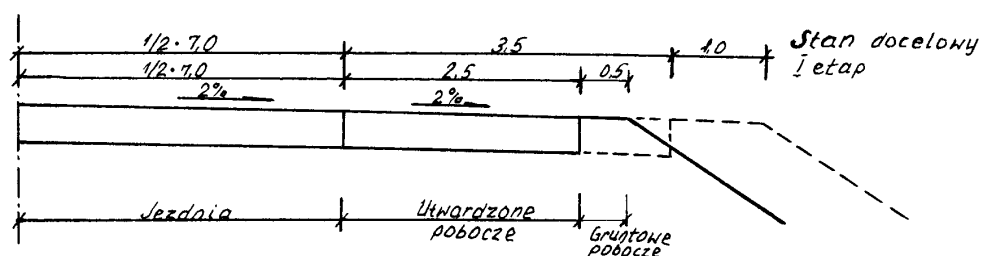 1/2·7,0 3,5 1,0 Stan docelowy
1/2·7,0 2,5 0,5 I etap
2% 2%
Jezdnia Utwardzone pobocze Gruntowe pobocze